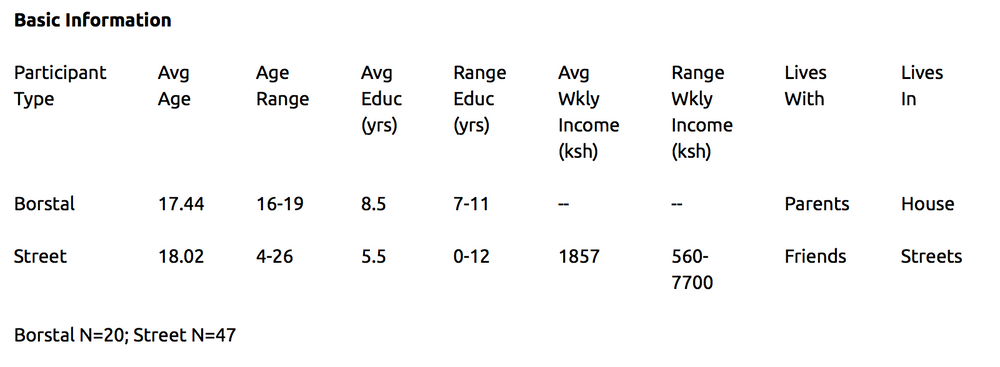 Basic Information
Participant Avg Age Avg Range Avg Range Lives Lives
Type Age Range Educ Educ Wkly Wkly With In
(yrs) (yrs) Income Income
(ksh) (ksh)
Borstal 17.44 16-19 8.5 7-11 -- -- Parents House
Street 18.02 4-26 5.5 0-12 1857 560- Friends Streets
7700
Borstal N=20; Street N=47